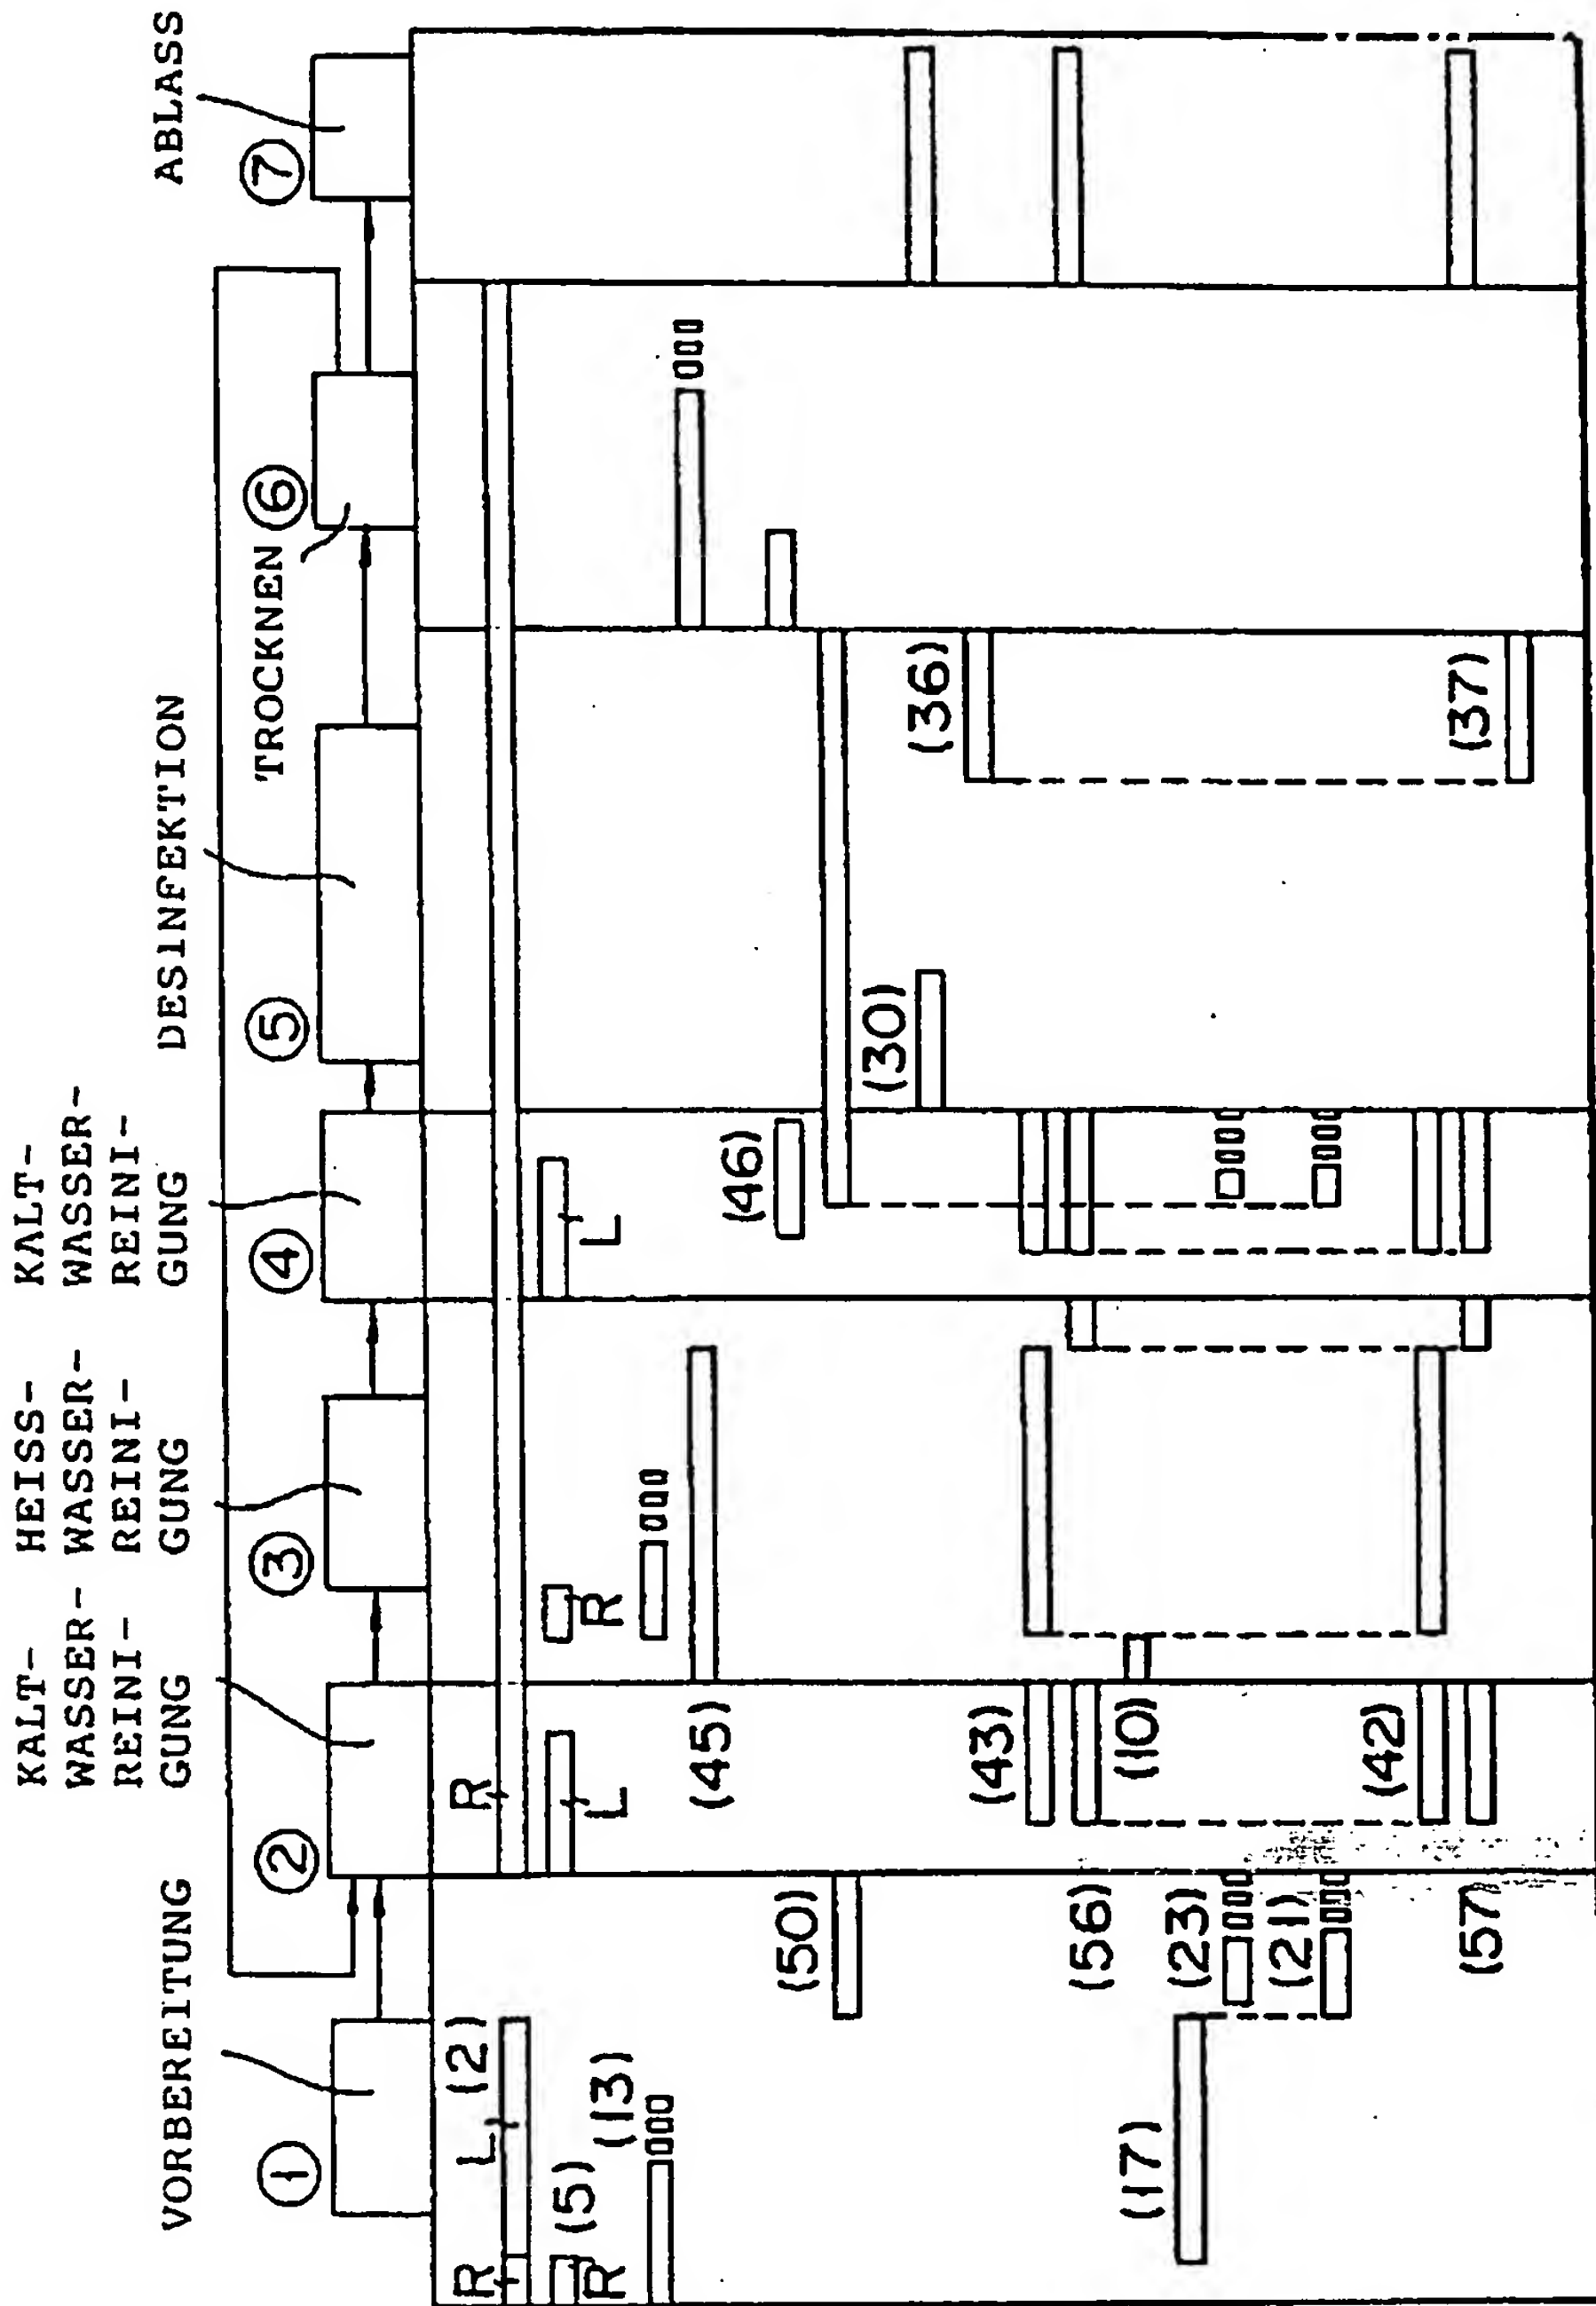 ① VORBEREITUNG
② KALT-
WASSER-
REINI-
GUNG
③ HEISS-
WASSER-
REINI-
GUNG
④ KALT-
WASSER-
REINI-
GUNG
⑤ DESINFEKTION
⑥ TROCKNEN
⑦ ABLASS
R
L
(2)
R
R
(5)
L
R
L
(13)
(45)
(46)
(50)
(30)
(36)
(43)
(56)
(10)
(17)
(23)
(21)
(42)
(57)
(37)